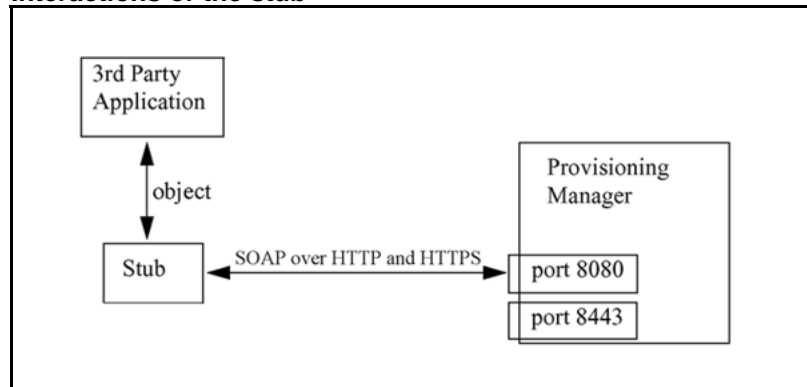 Interactions of the stub
3rd Party
Application
object
Stub
SOAP over HTTP and HTTPS
Provisioning
Manager
port 8080
port 8443